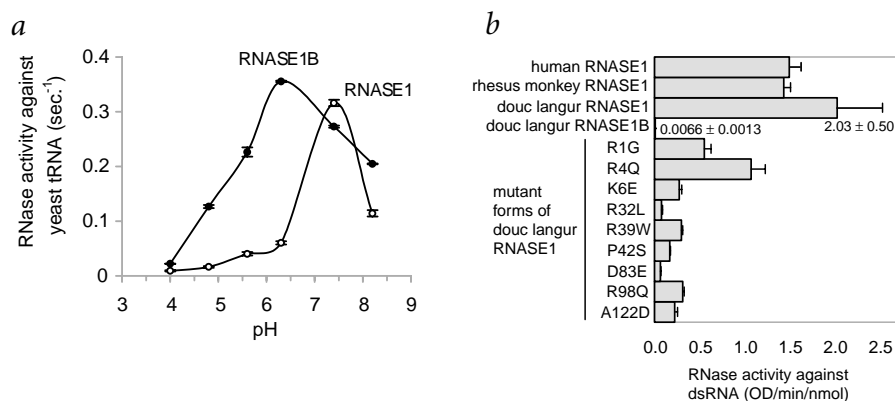 a
RNase activity against
yeast tRNA (sec.-1)
0.4
0.3
0.2
0.1
0
RNASE1B
RNASE1
3 4 5 6 7 8 9
pH
b
human RNASE1
rhesus monkey RNASE1
douc langur RNASE1
douc langur RNASE1B
0.0066 ± 0.0013
2.03 ± 0.50
mutant
forms of
douc langur
RNASE1
R1G
R4Q
K6E
R32L
R39W
P42S
D83E
R98Q
A122D
0.0 0.5 1.0 1.5 2.0 2.5
RNase activity against
dsRNA (OD/min/nmol)